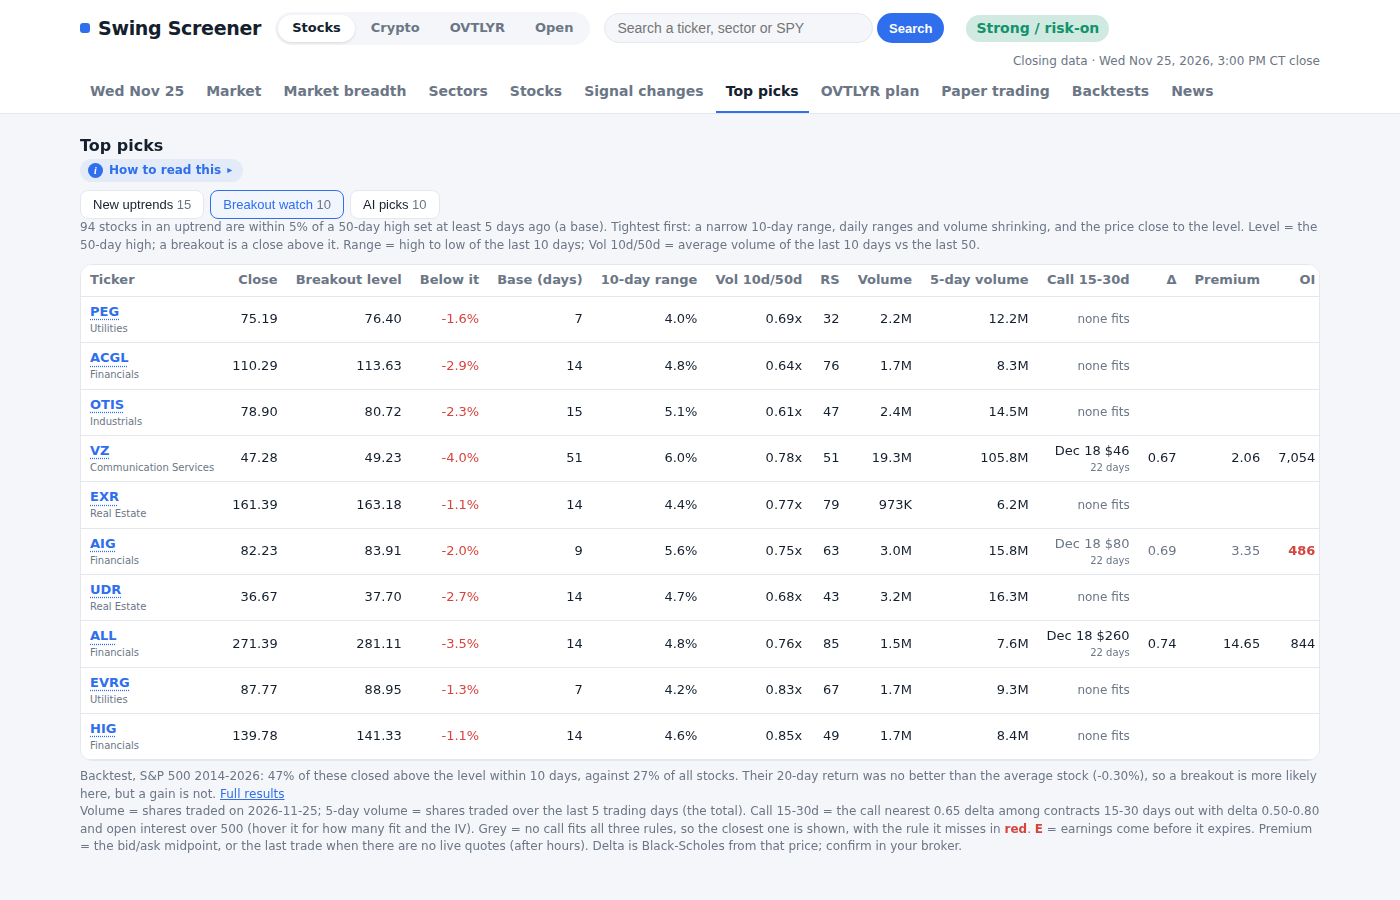 Swing Screener
Stocks Crypto OVTLYR Open
Search a ticker, sector or SPY
Search
Strong / risk-on
Closing data · Wed Nov 25, 2026, 3:00 PM CT close
Wed Nov 25 Market Market breadth Sectors Stocks Signal changes Top picks OVTLYR plan Paper trading Backtests News
Top picks
i How to read this ▸
New uptrends 15 Breakout watch 10 AI picks 10
94 stocks in an uptrend are within 5% of a 50-day high set at least 5 days ago (a base). Tightest first: a narrow 10-day range, daily ranges and volume shrinking, and the price close to the level. Level = the
50-day high; a breakout is a close above it. Range = high to low of the last 10 days; Vol 10d/50d = average volume of the last 10 days vs the last 50.
Ticker Close Breakout level Below it Base (days) 10-day range Vol 10d/50d RS Volume 5-day volume Call 15-30d Δ Premium OI
PEG 75.19 76.40 -1.6% 7 4.0% 0.69x 32 2.2M 12.2M none fits
Utilities
ACGL 110.29 113.63 -2.9% 14 4.8% 0.64x 76 1.7M 8.3M none fits
Financials
OTIS 78.90 80.72 -2.3% 15 5.1% 0.61x 47 2.4M 14.5M none fits
Industrials
VZ 47.28 49.23 -4.0% 51 6.0% 0.78x 51 19.3M 105.8M Dec 18 $46 0.67 2.06 7,054
Communication Services 22 days
EXR 161.39 163.18 -1.1% 14 4.4% 0.77x 79 973K 6.2M none fits
Real Estate
AIG 82.23 83.91 -2.0% 9 5.6% 0.75x 63 3.0M 15.8M Dec 18 $80 0.69 3.35 486
Financials 22 days
UDR 36.67 37.70 -2.7% 14 4.7% 0.68x 43 3.2M 16.3M none fits
Real Estate
ALL 271.39 281.11 -3.5% 14 4.8% 0.76x 85 1.5M 7.6M Dec 18 $260 0.74 14.65 844
Financials 22 days
EVRG 87.77 88.95 -1.3% 7 4.2% 0.83x 67 1.7M 9.3M none fits
Utilities
HIG 139.78 141.33 -1.1% 14 4.6% 0.85x 49 1.7M 8.4M none fits
Financials
Backtest, S&P 500 2014-2026: 47% of these closed above the level within 10 days, against 27% of all stocks. Their 20-day return was no better than the average stock (-0.30%), so a breakout is more likely
here, but a gain is not. Full results
Volume = shares traded on 2026-11-25; 5-day volume = shares traded over the last 5 trading days (the total). Call 15-30d = the call nearest 0.65 delta among contracts 15-30 days out with delta 0.50-0.80
and open interest over 500 (hover it for how many fit and the IV). Grey = no call fits all three rules, so the closest one is shown, with the rule it misses in red. E = earnings come before it expires. Premium
= the bid/ask midpoint, or the last trade when there are no live quotes (after hours). Delta is Black-Scholes from that price; confirm in your broker.